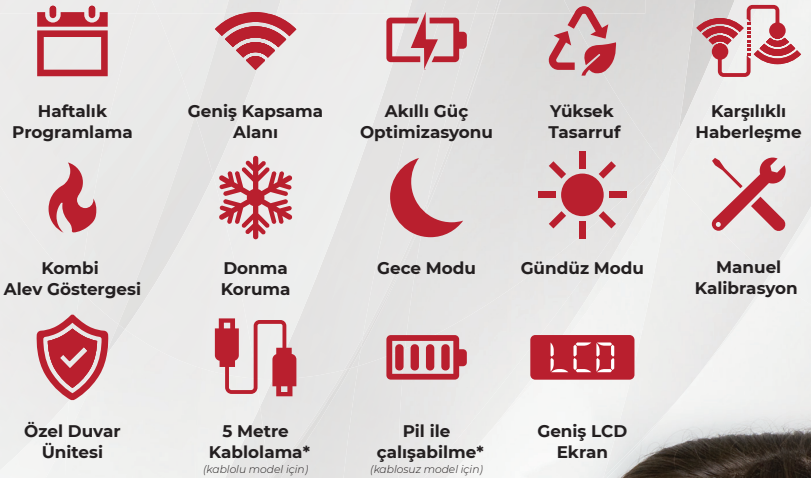 Haftalık
Programlama
Geniş Kapsama
Alanı
Akıllı Güç
Optimizasyonu
Yüksek
Tasarruf
Karşılıklı
Haberleşme
Kombi
Alev Göstergesi
Donma
Koruma
Gece Modu
Gündüz Modu
Manuel
Kalibrasyon
LCD
Özel Duvar
Ünitesi
5 Metre
Kablolama*
(kablolu model için)
Pil ile
çalışabilme*
(kablosuz model için)
Geniş LCD
Ekran